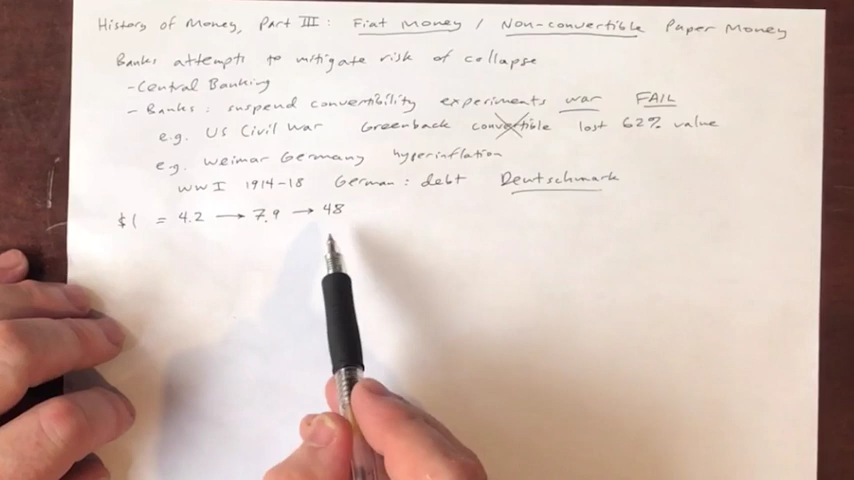 History of Money, Part III: Fiat Money / Non-convertible Paper Money
Banks attempts to mitigate risk of collapse
- Central Banking
- Banks: suspend convertibility experiments war FAIL
e.g. US Civil War Greenback convertible lost 62% value
e.g. Weimar Germany hyperinflation
WWI 1914-18 German: debt Deutschmark
$1 = 4.2 → 7.9 → 48